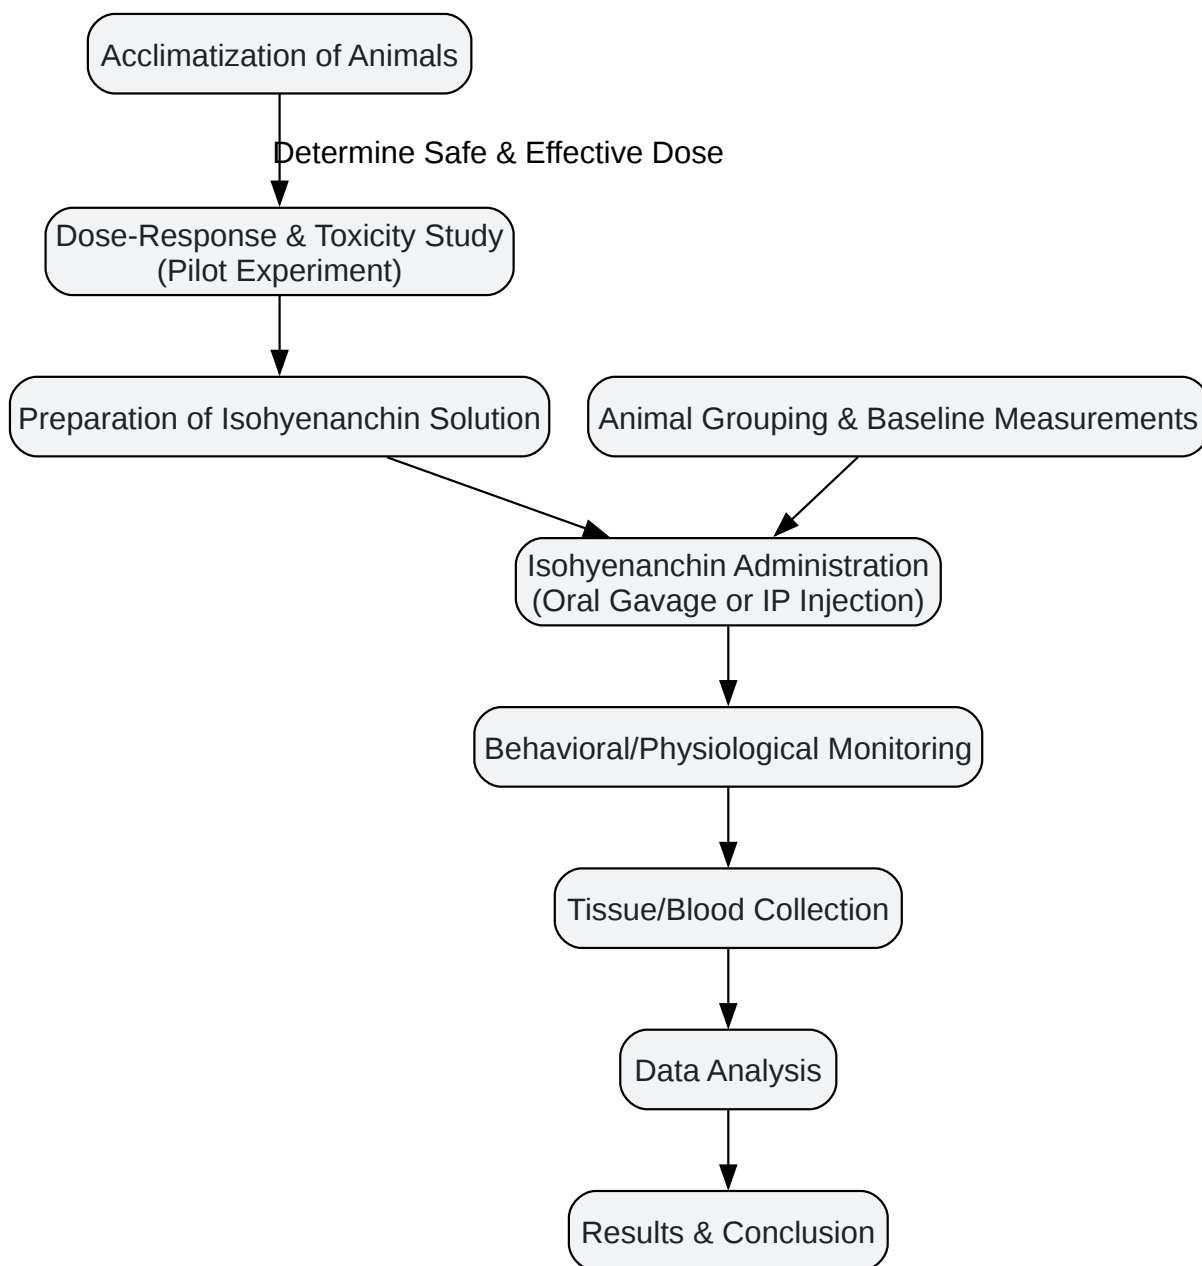 Acclimatization of Animals
Determine Safe & Effective Dose
Dose-Response & Toxicity Study
(Pilot Experiment)
Preparation of Isohyenanchin Solution
Animal Grouping & Baseline Measurements
Isohyenanchin Administration
(Oral Gavage or IP Injection)
Behavioral/Physiological Monitoring
Tissue/Blood Collection
Data Analysis
Results & Conclusion